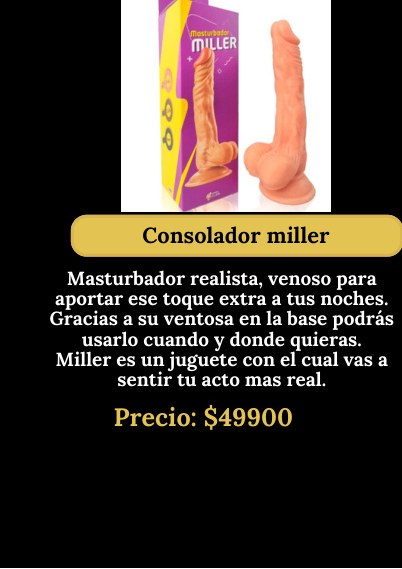 Masturbador
MILLER
Consolador miller
Masturbador realista, venoso para
aportar ese toque extra a tus noches.
Gracias a su ventosa en la base podrás
usarlo cuando y donde quieras.
Miller es un juguete con el cual vas a
sentir tu acto mas real.
Precio: $49900